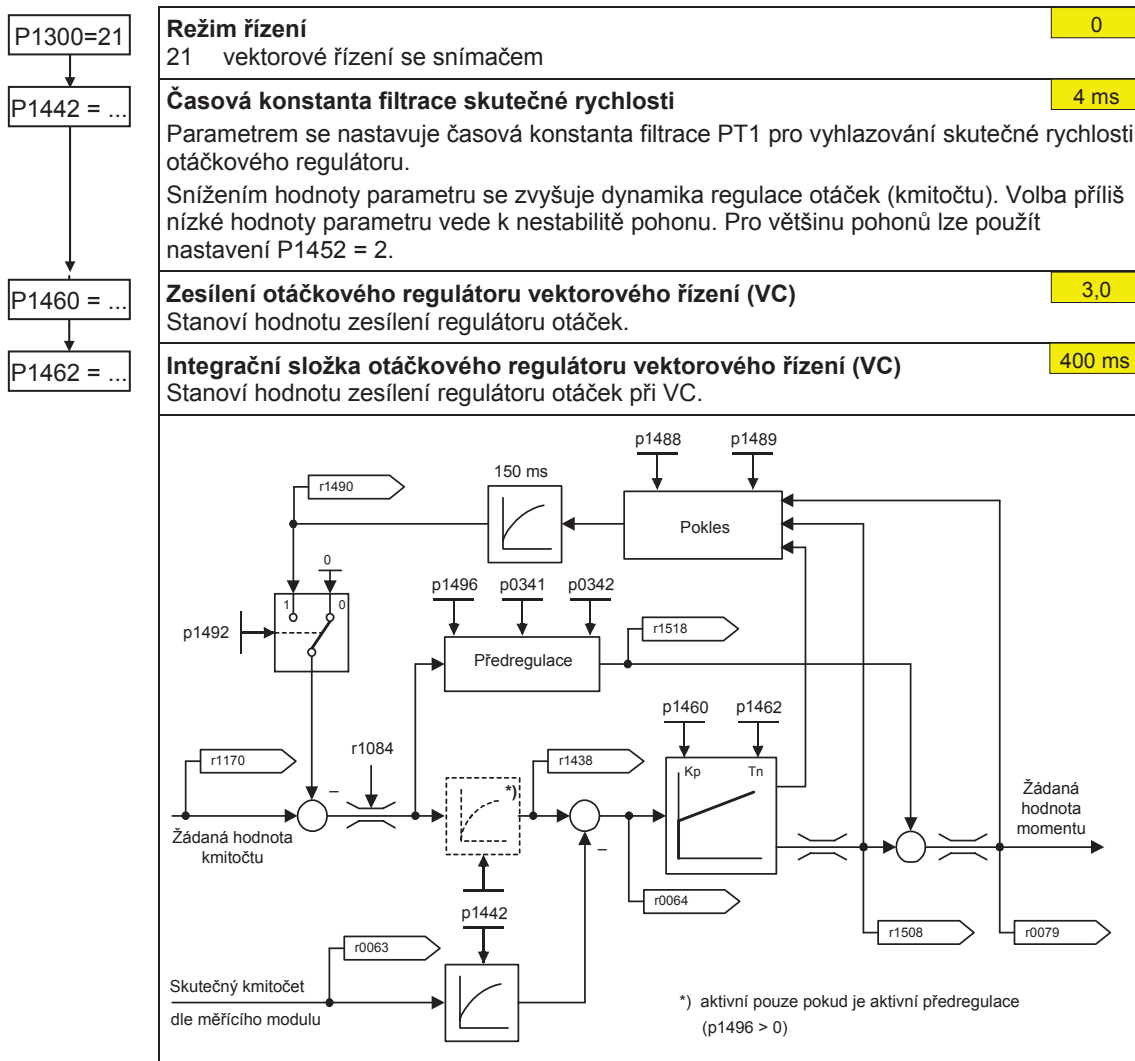 P1300=21
Režim řízení
0
21 vektorové řízení se snímačem
P1442 = ...
Časová konstanta filtrace skutečné rychlosti
4 ms
Parametrem se nastavuje časová konstanta filtrace PT1 pro vyhlazování skutečné rychlosti
otáčkového regulátoru.
Snížením hodnoty parametru se zvyšuje dynamika regulace otáček (kmitočtu). Volba příliš
nízké hodnoty parametru vede k nestabilitě pohonu. Pro většinu pohonů lze použít
nastavení P1452 = 2.
P1460 = ...
Zesílení otáčkového regulátoru vektorového řízení (VC)
3,0
Stanoví hodnotu zesílení regulátoru otáček.
P1462 = ...
Integrační složka otáčkového regulátoru vektorového řízení (VC)
400 ms
Stanoví hodnotu zesílení regulátoru otáček při VC.
p1488
p1489
150 ms
r1490
Pokles
0
1
0
p1492
p1496
p0341
p0342
r1518
Předregulace
p1460
p1462
r1170
r1084
r1438
Kp
Tn
*)
–
Žádaná hodnota
kmitočtu
–
Žádaná
hodnota
momentu
r0064
p1442
r0063
r1508
r0079
Skutečný kmitočet
dle měřícího modulu
*) aktivní pouze pokud je aktivní předregulace
(p1496 > 0)